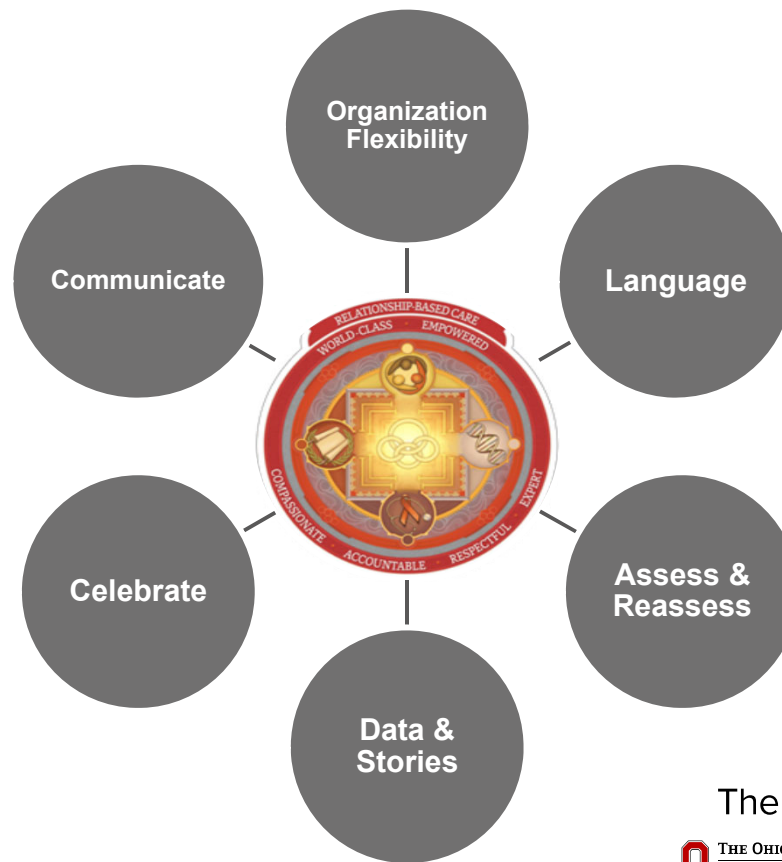 Organization
Flexibility
Communicate
Language
RELATIONSHIP-BASED CARE
WORLD-CLASS · EMPOWERED
COMPASSIONATE · ACCOUNTABLE · RESPECTFUL · EXPERT
Celebrate
Assess &
Reassess
Data &
Stories
The
THE OHI